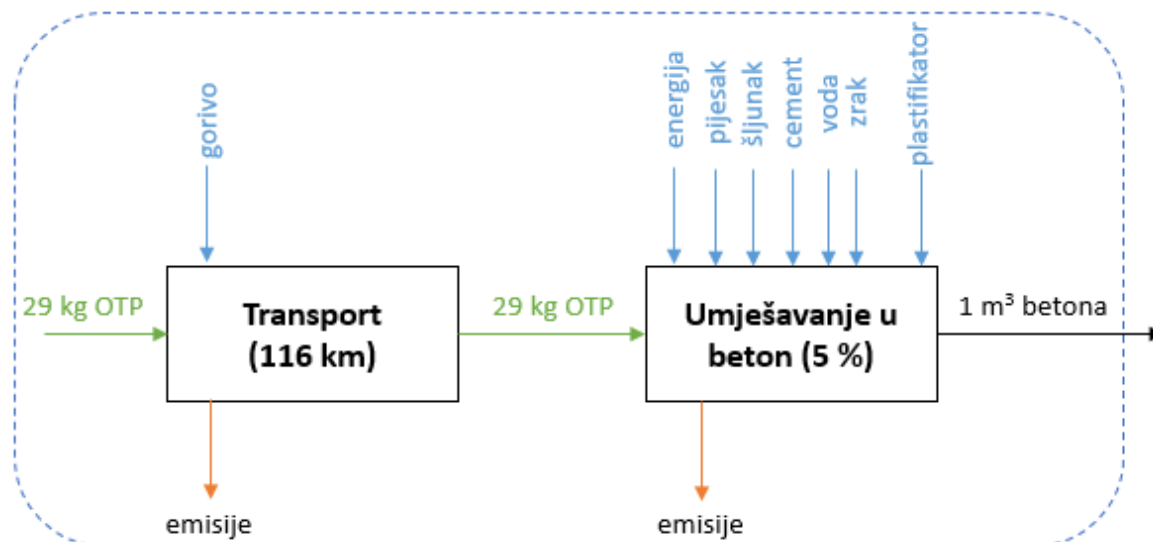 gorivo
energija
pijesak
šljunak
cement
voda
zrak
plastifikator
29 kg OTP
Transport
(116 km)
29 kg OTP
Umješavanje u
beton (5 %)
1 m³ betona
emisije
emisije